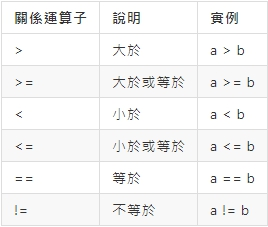 關係運算子 說明 實例
> 大於 a > b
>= 大於或等於 a >= b
< 小於 a < b
<= 小於或等於 a <= b
== 等於 a == b
!= 不等於 a != b